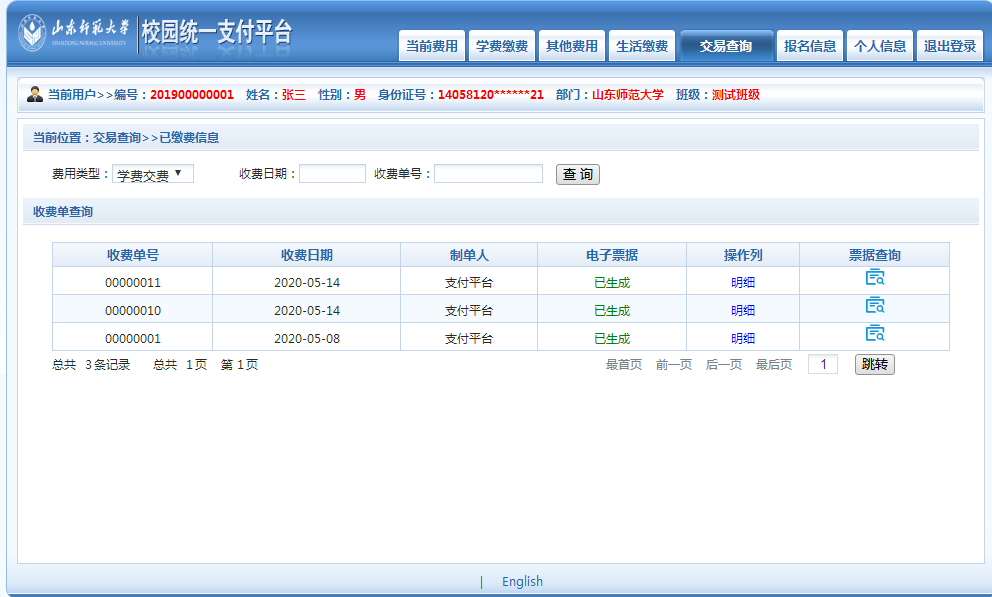 山东师范大学 校园统一支付平台
SHANDONG NORMAL UNIVERSITY
当前费用 学费缴费 其他费用 生活缴费 交易查询 报名信息 个人信息 退出登录
当前用户>>编号：201900000001 姓名：张三 性别：男 身份证号：14058120******21 部门：山东师范大学 班级：测试班级
当前位置：交易查询>>已缴费信息
费用类型：学费交费 ▼ 收费日期： 收费单号： 查 询
收费单查询
收费单号 收费日期 制单人 电子票据 操作列 票据查询
00000011 2020-05-14 支付平台 已生成 明细
00000010 2020-05-14 支付平台 已生成 明细
00000001 2020-05-08 支付平台 已生成 明细
总共 3条记录 总共 1页 第 1页 最首页 前一页 后一页 最后页 1 跳转
| English